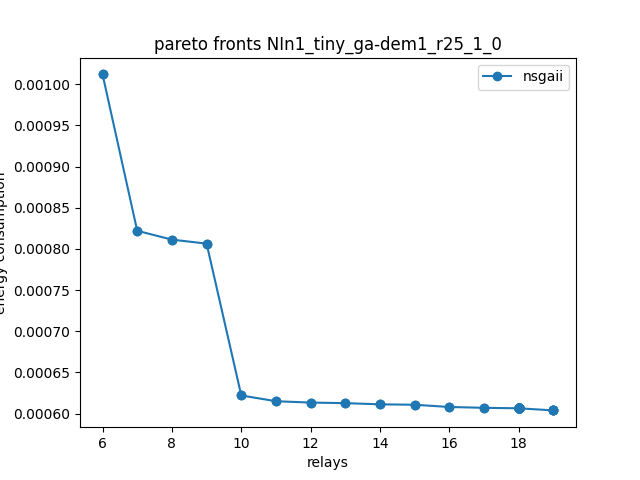 pareto fronts NIn1_tiny_ga-dem1_r25_1_0
nsgaii
0.00100
0.00095
0.00090
0.00085
0.00080
0.00075
0.00070
0.00065
0.00060
energy consumption
6 8 10 12 14 16 18
relays